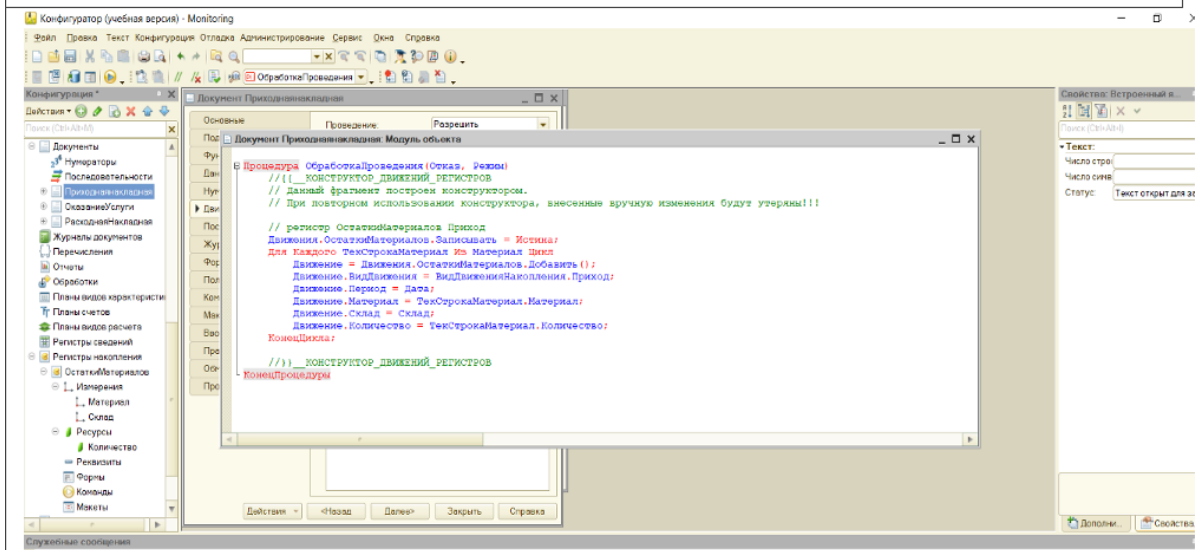 Конфигуратор (учебная версия) - Monitoring
Файл Правка Текст Конфигурация Отладка Администрирование Сервис Окна Справка
ОбработкаПроведения
Конфигурация *
Действия
Поиск (Ctrl+Alt+M)
Документы
Нумераторы
Последовательности
Приходнаянакладная
ОказаниеУслуги
РасходнаяНакладная
Журналы документов
Перечисления
Отчеты
Обработки
Планы видов характеристи
Планы счетов
Планы видов расчета
Регистры сведений
Регистры накопления
ОстаткиМатериалов
Измерения
Материал
Склад
Ресурсы
Количество
Реквизиты
Формы
Команды
Макеты
Документ Приходнаянакладная
Основные
Проведение
Разрешить
Документ Приходнаянакладная: Модуль объекта
Процедура ОбработкаПроведения(Отказ, Режим)
//{{__КОНСТРУКТОР_ДВИЖЕНИЙ_РЕГИСТРОВ
// Данный фрагмент построен конструктором.
// При повторном использовании конструктора, внесенные вручную изменения будут утеряны!!!
// регистр ОстаткиМатериалов Приход
Движения.ОстаткиМатериалов.Записывать = Истина;
Для Каждого ТекСтрокаМатериал Из Материал Цикл
Движение = Движения.ОстаткиМатериалов.Добавить();
Движение.ВидДвижения = ВидДвиженияНакопления.Приход;
Движение.Период = Дата;
Движение.Материал = ТекСтрокаМатериал.Материал;
Движение.Склад = Склад;
Движение.Количество = ТекСтрокаМатериал.Количество;
КонецЦикла;
//}}__КОНСТРУКТОР_ДВИЖЕНИЙ_РЕГИСТРОВ
КонецПроцедуры
Действия
<Назад
Далее>
Закрыть
Справка
Свойства: Встроенный я...
Поиск (Ctrl+Alt+I)
Текст:
Число стро
Число симв
Статус: Текст открыт для
Дополни...
Свойства
Служебные сообщения